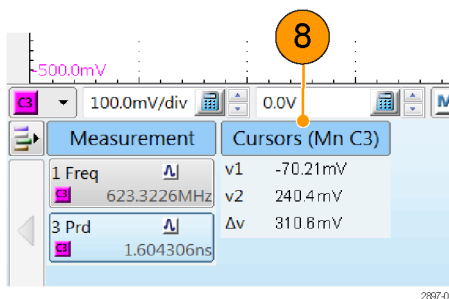 8
-500.0mV
C3 100.0mV/div 0.0V M
Measurement Cursors (Mn C3)
1 Freq v1 -70.21mV
C3 623.3226MHz v2 240.4mV
3 Prd Δv 310.6mV
C3 1.604306ns
2897-0